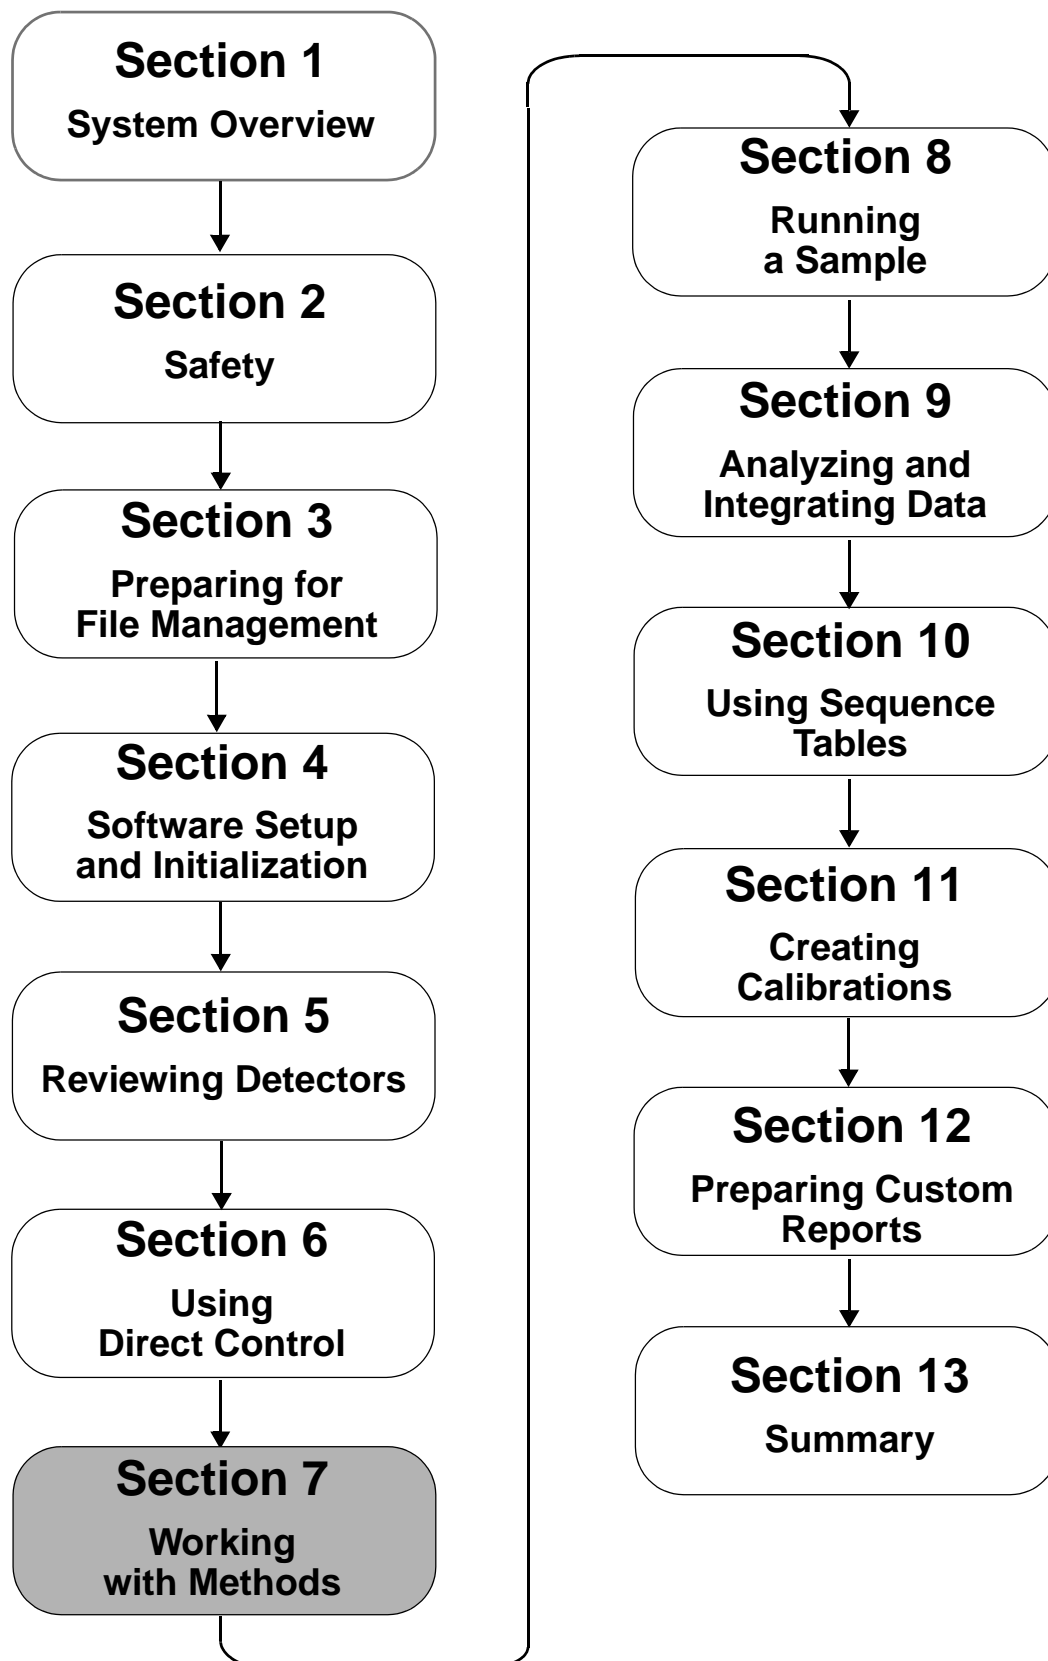 Section 1
System Overview
Section 2
Safety
Section 3
Preparing for
File Management
Section 4
Software Setup
and Initialization
Section 5
Reviewing Detectors
Section 6
Using
Direct Control
Section 7
Working
with Methods
Section 8
Running
a Sample
Section 9
Analyzing and
Integrating Data
Section 10
Using Sequence
Tables
Section 11
Creating
Calibrations
Section 12
Preparing Custom
Reports
Section 13
Summary